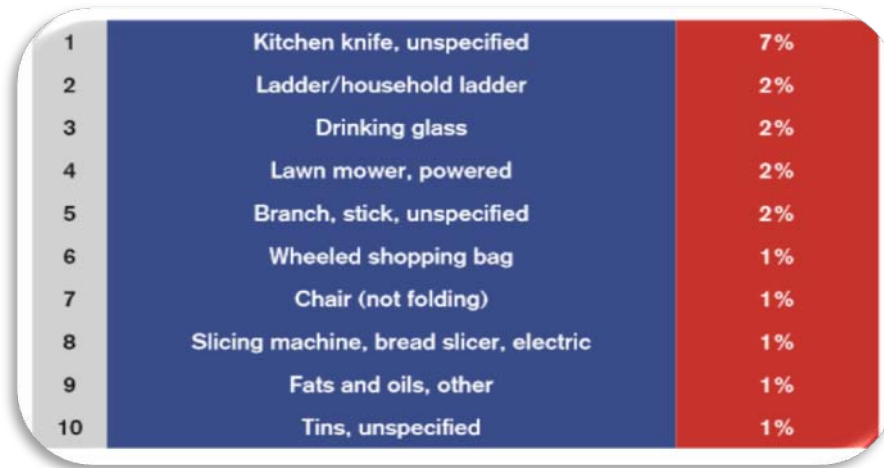 1 Kitchen knife, unspecified 7%
2 Ladder/household ladder 2%
3 Drinking glass 2%
4 Lawn mower, powered 2%
5 Branch, stick, unspecified 2%
6 Wheeled shopping bag 1%
7 Chair (not folding) 1%
8 Slicing machine, bread slicer, electric 1%
9 Fats and oils, other 1%
10 Tins, unspecified 1%